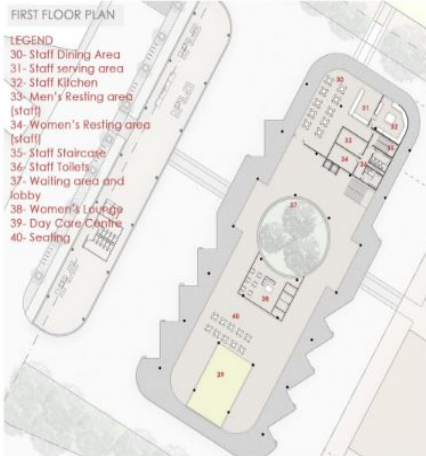 FIRST FLOOR PLAN
LEGEND
30- Staff Dining Area
31- Staff serving area
32- Staff Kitchen
33- Men's Resting area
(staff)
34- Women's Resting area
(staff)
35- Staff Staircase
36- Staff Toilets
37- Waiting area and
lobby
38- Women's Lounge
39- Day Care Centre
40- Seating
30
31
32
33
35
34
36
37
38
40
39